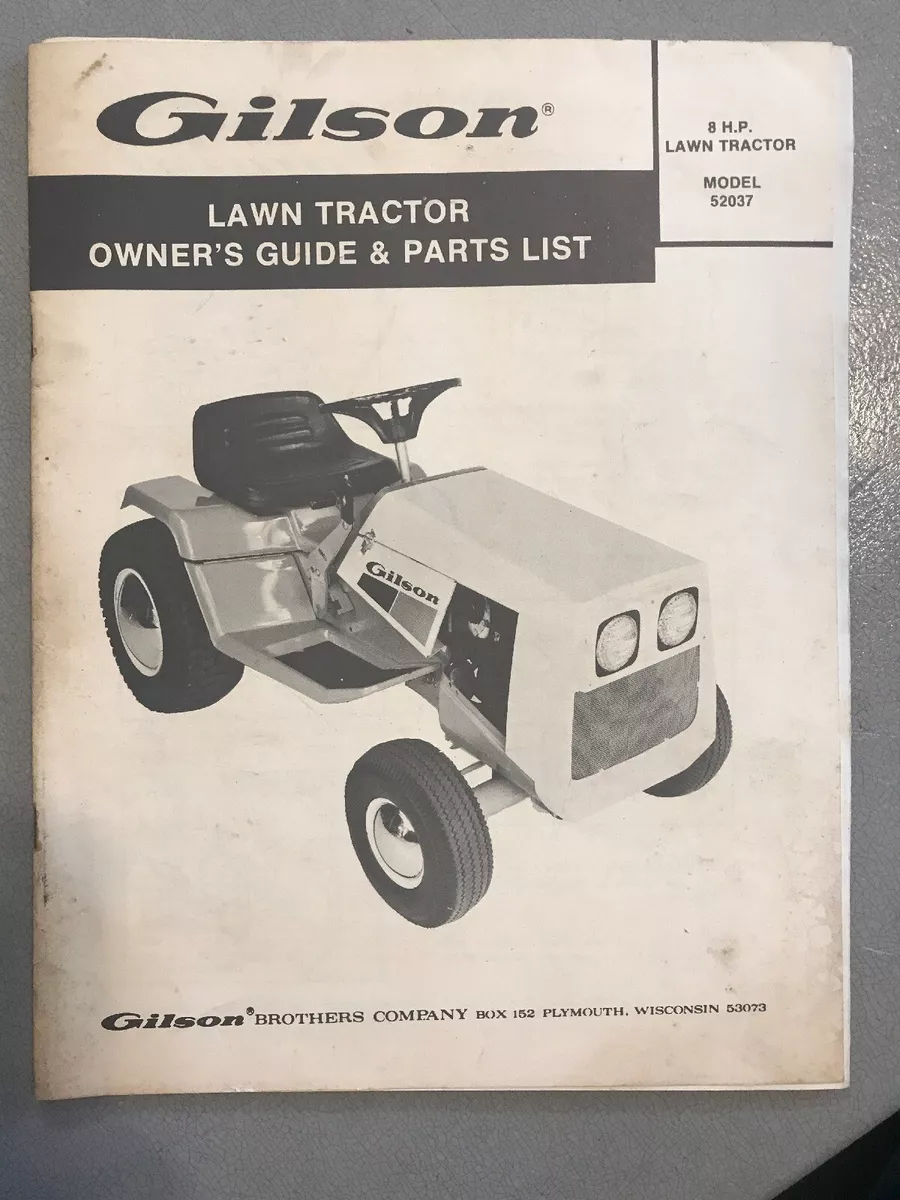 Gilson®
8 H.P.
LAWN TRACTOR
MODEL
52037
LAWN TRACTOR
OWNER'S GUIDE & PARTS LIST
Gilson
Gilson® BROTHERS COMPANY BOX 152 PLYMOUTH, WISCONSIN 53073